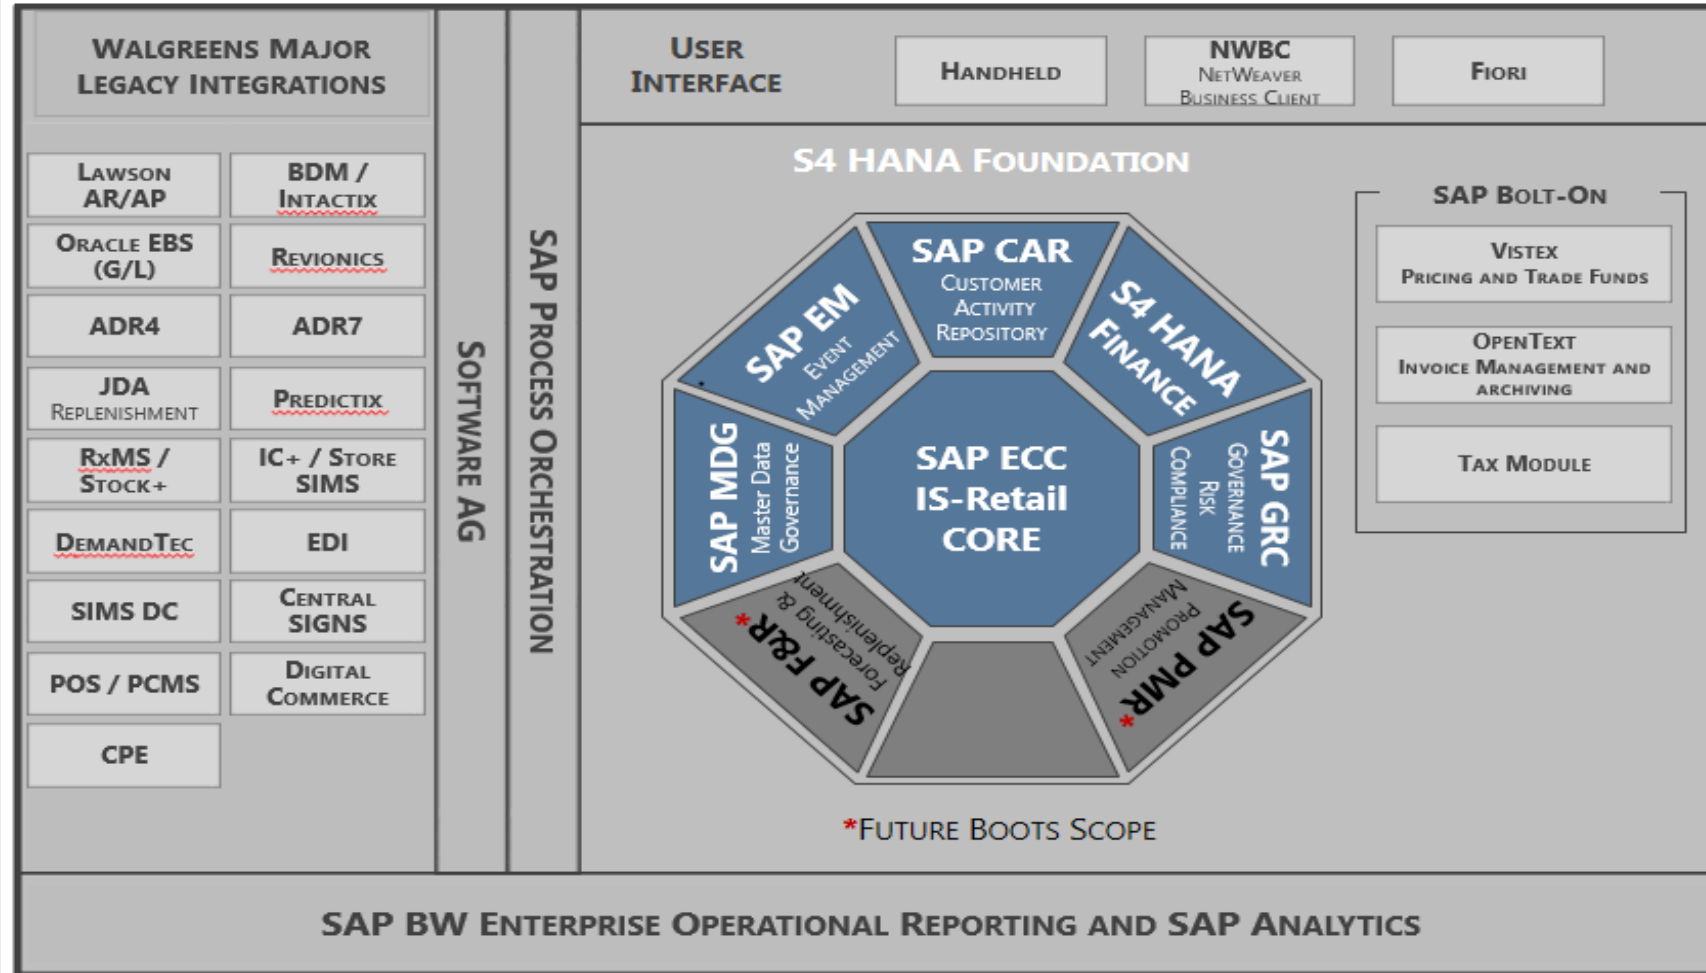 WALGREENS MAJOR
LEGACY INTEGRATIONS
LAWSON
AR/AP
BDM /
INTACTIX
ORACLE EBS
(G/L)
REVIONICS
ADR4
ADR7
JDA
REPLENISHMENT
PREDICTIX
RxMS /
STOCK+
IC+ / STORE
SIMS
DEMANDTEC
EDI
SIMS DC
CENTRAL
SIGNS
POS / PCMS
DIGITAL
COMMERCE
CPE
SOFTWARE AG
SAP PROCESS ORCHESTRATION
USER
INTERFACE
HANDHELD
NWBC
NETWEAVER
BUSINESS CLIENT
FIORI
S4 HANA FOUNDATION
SAP CAR
CUSTOMER
ACTIVITY
REPOSITORY
SAP EM
EVENT
MANAGEMENT
S4 HANA
FINANCE
SAP MDG
Master Data
Governance
SAP ECC
IS-Retail
CORE
SAP GRC
GOVERNANCE
RISK
COMPLIANCE
SAP F&R*
Forecasting &
Replenishment
SAP PMR*
PROMOTION
MANAGEMENT
*FUTURE BOOTS SCOPE
SAP BOLT-ON
VISTEX
PRICING AND TRADE FUNDS
OPENTEXT
INVOICE MANAGEMENT AND
ARCHIVING
TAX MODULE
SAP BW ENTERPRISE OPERATIONAL REPORTING AND SAP ANALYTICS